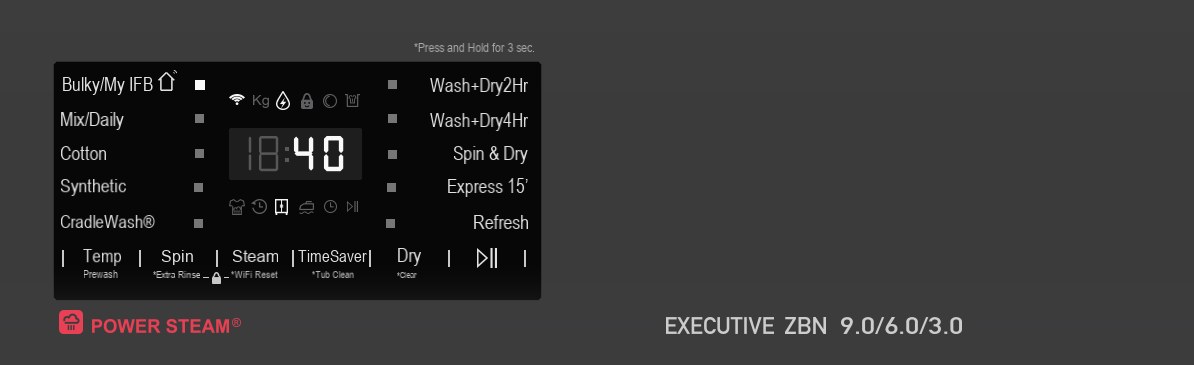 *Press and Hold for 3 sec.
Bulky/My IFB
Wash+Dry2Hr
Kg
Mix/Daily
Wash+Dry4Hr
Cotton
40
Spin & Dry
Synthetic
Express 15'
CradleWash®
Refresh
Temp Spin Steam TimeSaver Dry
Prewash *Extra Rinse *WiFi Reset *Tub Clean *Clear
POWER STEAM®
EXECUTIVE ZBN 9.0/6.0/3.0